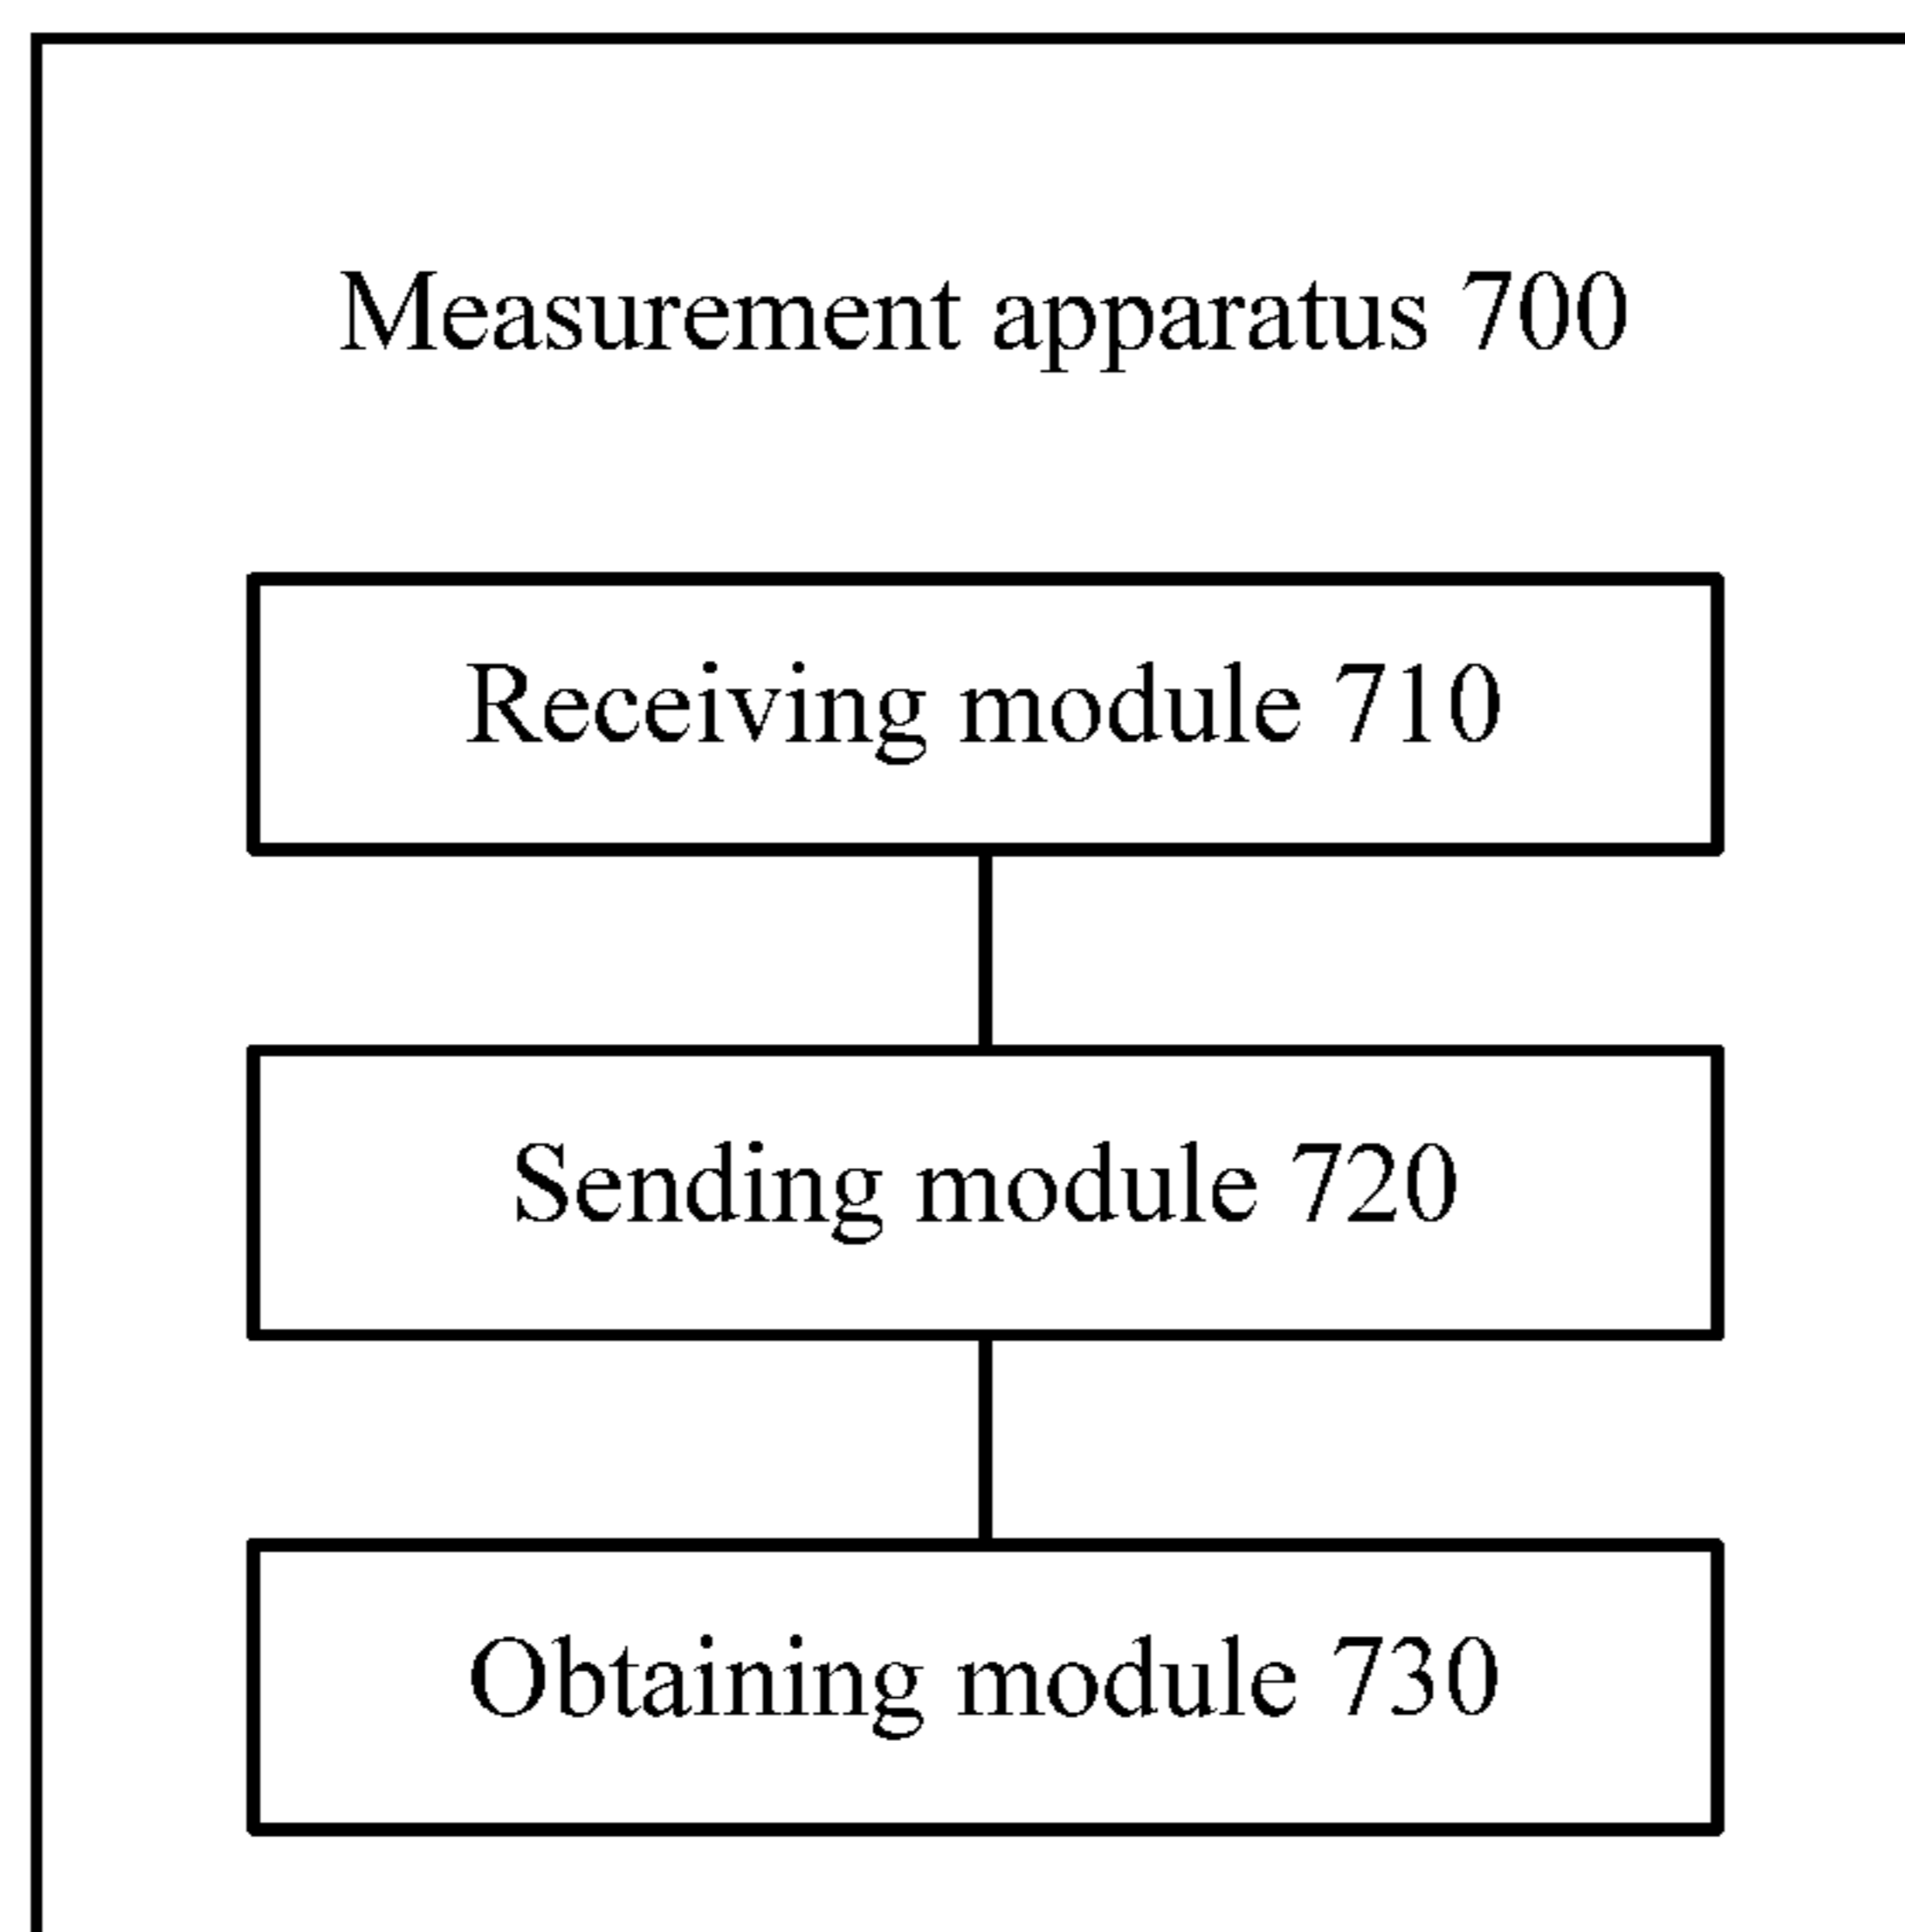 Measurement apparatus 700
Receiving module 710
Sending module 720
Obtaining module 730